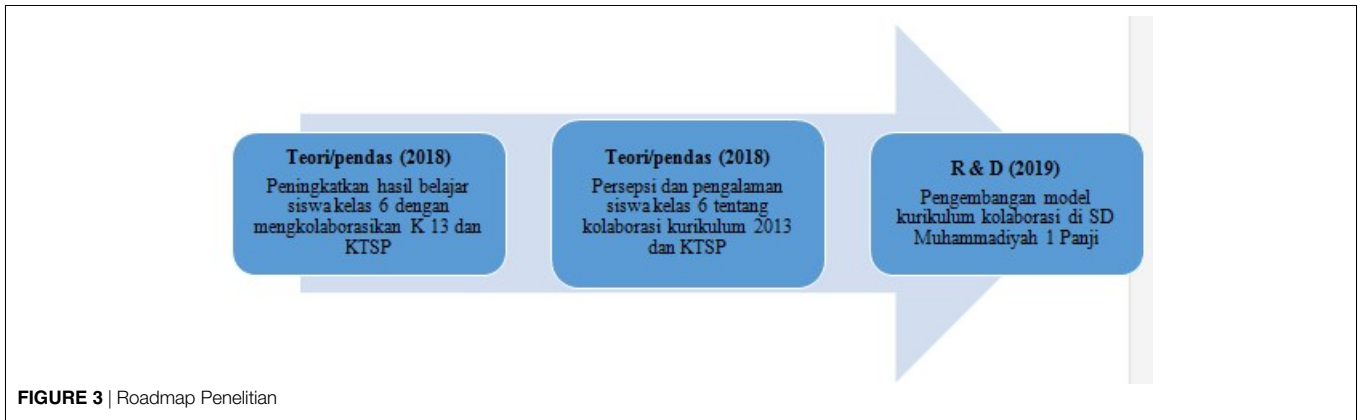 Teori/pendas (2018)
Peningkatkan hasil belajar
siswa kelas 6 dengan
mengkolaborasikan K 13 dan
KTSP
Teori/pendas (2018)
Persepsi dan pengalaman
siswa kelas 6 tentang
kolaborasi kurikulum 2013
dan KTSP
R & D (2019)
Pengembangan model
kurikulum kolaborasi di SD
Muhammadiyah 1 Panji
FIGURE 3 | Roadmap Penelitian